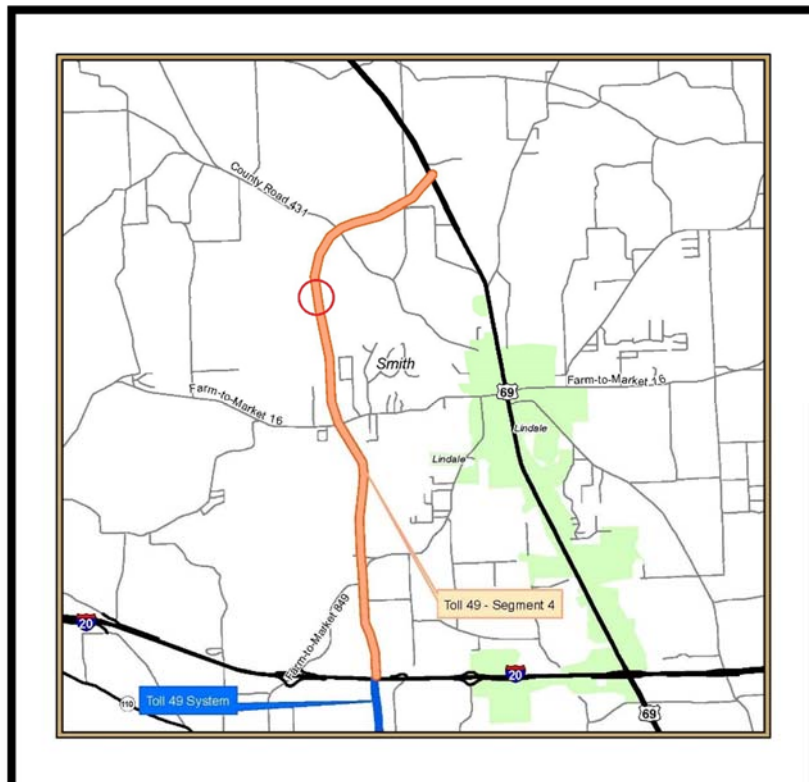 County Road 431
Smith
Farm-to-Market 16
Farm-to-Market 16
69
Lindale
Lindale
Toll 49 - Segment 4
Farm-to-Market 849
20
20
Toll 49 System
110
69